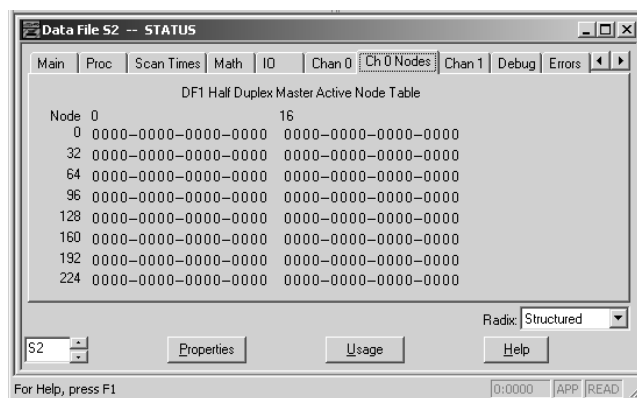 Data File S2 -- STATUS
Main Proc Scan Times Math IO Chan 0 Ch 0 Nodes Chan 1 Debug Errors
DF1 Half Duplex Master Active Node Table
Node 0 16
0 0000-0000-0000-0000 0000-0000-0000-0000
32 0000-0000-0000-0000 0000-0000-0000-0000
64 0000-0000-0000-0000 0000-0000-0000-0000
96 0000-0000-0000-0000 0000-0000-0000-0000
128 0000-0000-0000-0000 0000-0000-0000-0000
160 0000-0000-0000-0000 0000-0000-0000-0000
192 0000-0000-0000-0000 0000-0000-0000-0000
224 0000-0000-0000-0000 0000-0000-0000-0000
Radix: Structured
S2 Properties Usage Help
For Help, press F1 0:0000 APP READ